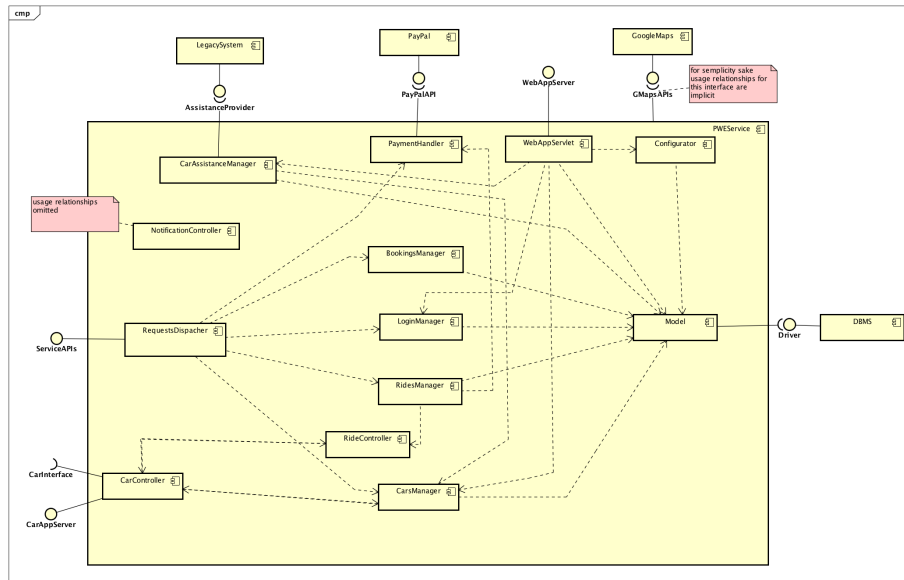 cmp
LegacySystem
PayPal
GoogleMaps
AssistanceProvider
PayPalAPI
WebAppServer
GMapsAPIs
for semplicity sake
usage relationships for
this interface are
implicit
PWEService
CarAssistanceManager
PaymentHandler
WebAppServlet
Configurator
usage relationships
omitted
NotificationController
BookingsManager
RequestsDispacher
LoginManager
Model
DBMS
ServiceAPIs
Driver
RidesManager
RideController
CarInterface
CarController
CarsManager
CarAppServer